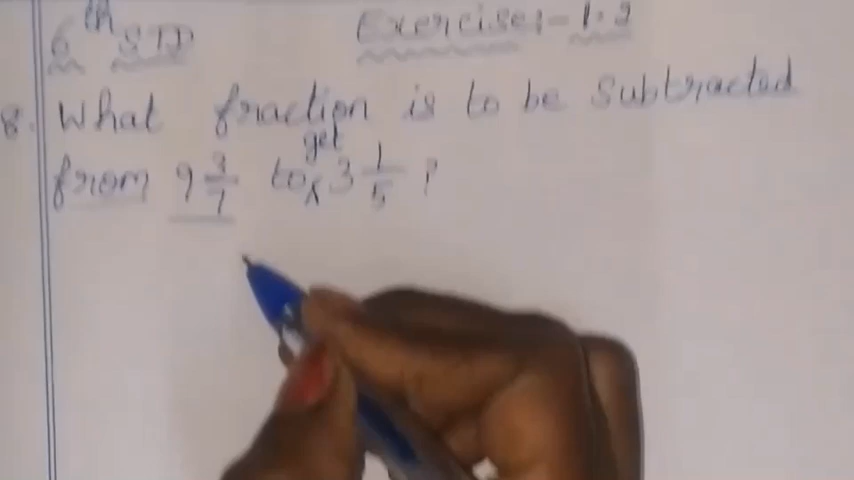 6th STD Exercise:- 1.2
8. What fraction is to be subtracted
from 9 3/7 to get 3 1/5 ?